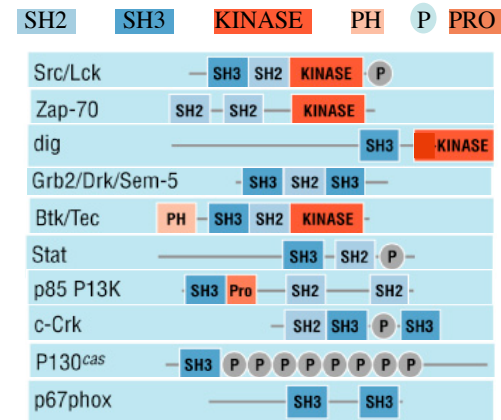 SH2 SH3 KINASE PH P PRO
Src/Lck SH3 SH2 KINASE P
Zap-70 SH2 SH2 KINASE
dig SH3 KINASE
Grb2/Drk/Sem-5 SH3 SH2 SH3
Btk/Tec PH SH3 SH2 KINASE
Stat SH3 SH2 P
p85 P13K SH3 Pro SH2 SH2
c-Crk SH2 SH3 P SH3
P130cas SH3 P P P P P P P P
p67phox SH3 SH3